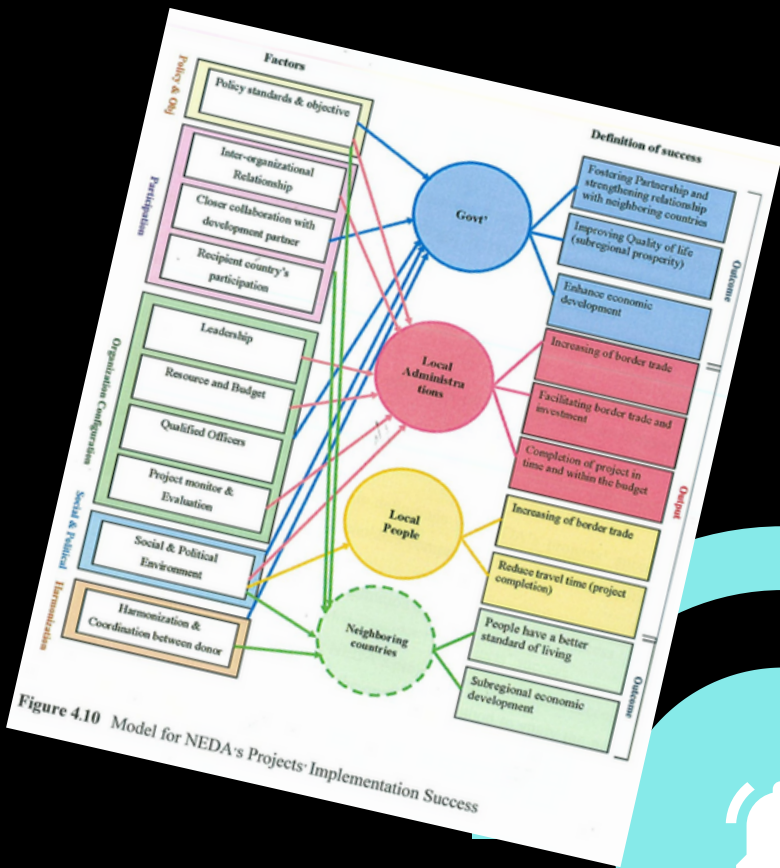 Factors
Policy & Obj
Policy standards & objective
Participation
Inter-organizational
Relationship
Closer collaboration with
development partner
Recipient country's
participation
Organization Configuration
Leadership
Resource and Budget
Qualified Officers
Project monitor &
Evaluation
Social & Political
Social & Political
Environment
Harmonization
Harmonization &
Coordination between donor
Govt'
Local
Administra
tions
Local
People
Neighboring
countries
Definition of success
Fostering Partnership and
strengthening relationship
with neighboring countries
Improving Quality of life
(subregional prosperity)
Enhance economic
development
Outcome
Increasing of border trade
Facilitating border trade and
investment
Completion of project in
time and within the budget
Output
Increasing of border trade
Reduce travel time (project
completion)
People have a better
standard of living
Subregional economic
development
Outcome
Figure 4.10 Model for NEDA's Projects' Implementation Success